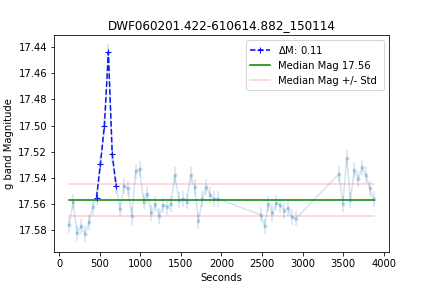 DWF060201.422-610614.882_150114
ΔM: 0.11
Median Mag 17.56
Median Mag +/- Std
g band Magnitude
17.44
17.46
17.48
17.50
17.52
17.54
17.56
17.58
0 500 1000 1500 2000 2500 3000 3500 4000
Seconds